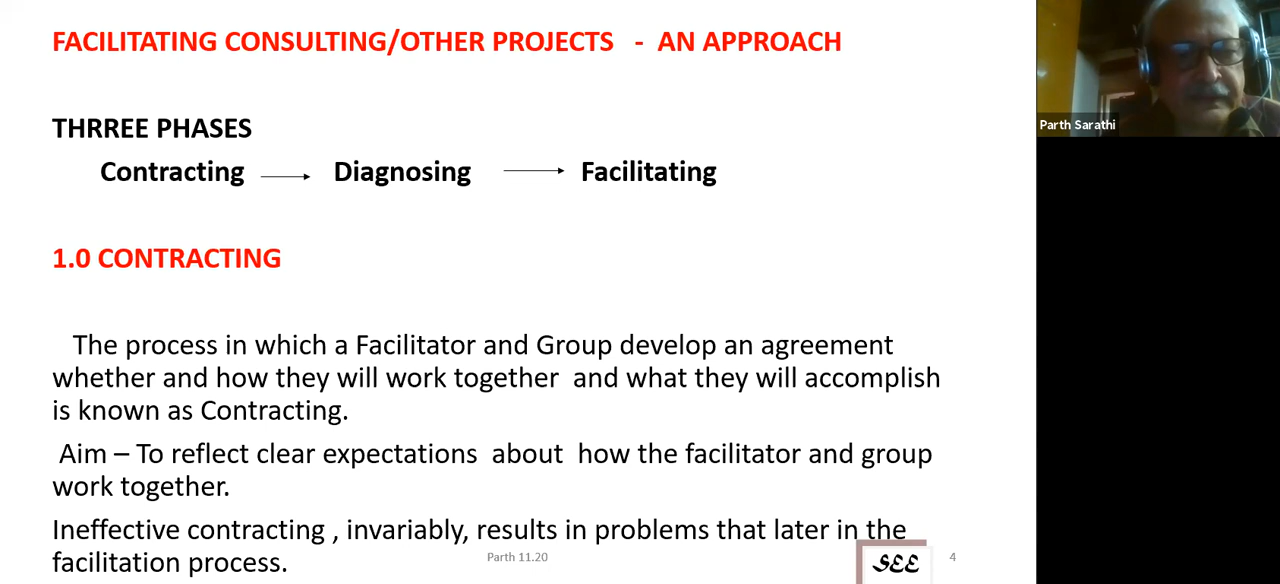 FACILITATING CONSULTING/OTHER PROJECTS - AN APPROACH
THRREE PHASES
Contracting Diagnosing Facilitating
1.0 CONTRACTING
The process in which a Facilitator and Group develop an agreement
whether and how they will work together and what they will accomplish
is known as Contracting.
Aim – To reflect clear expectations about how the facilitator and group
work together.
Ineffective contracting , invariably, results in problems that later in the
facilitation process.
Parth 11.20
SEE
4
Parth Sarathi